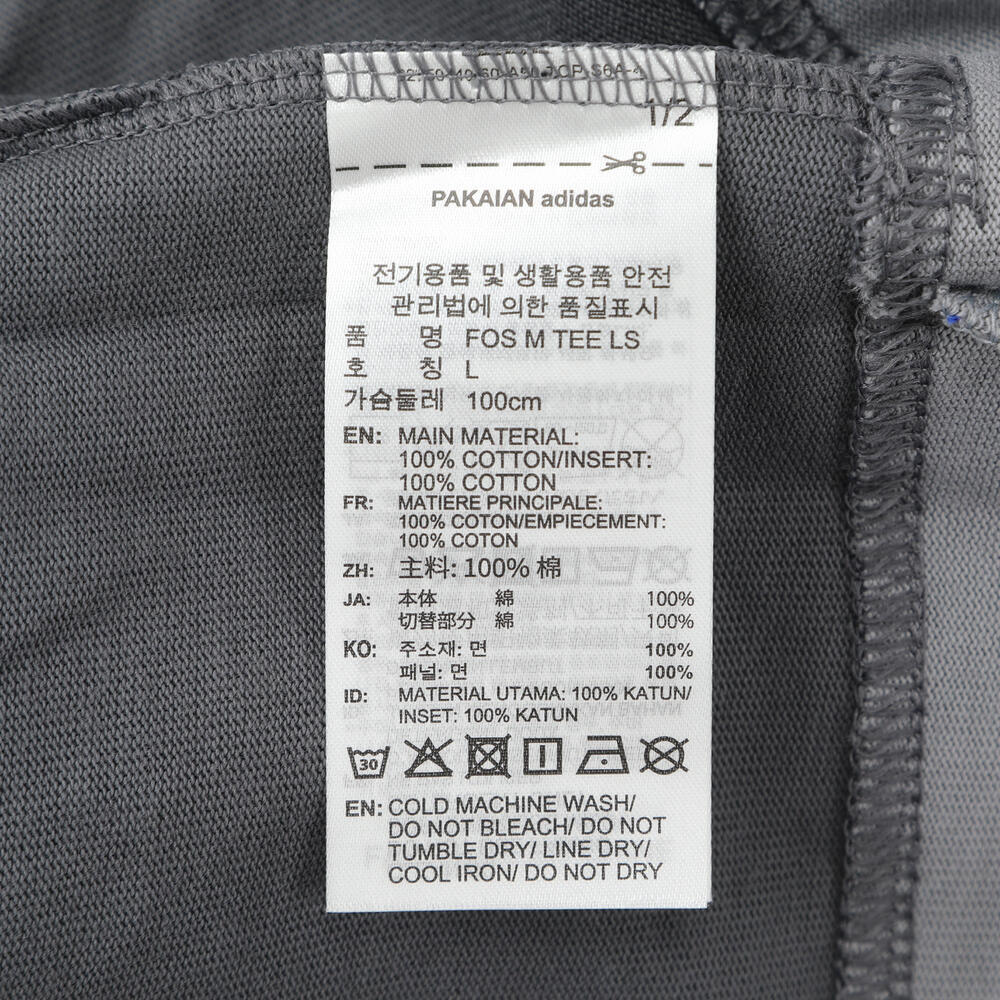 1/2
PAKAIAN adidas
전기용품 및 생활용품 안전
관리법에 의한 품질표시
품 명 FOS M TEE LS
호 칭 L
가슴둘레 100cm
EN: MAIN MATERIAL:
100% COTTON/INSERT:
100% COTTON
FR: MATIERE PRINCIPALE:
100% COTON/EMPIECEMENT:
100% COTON
ZH: 主料: 100% 棉
JA: 本体 綿 100%
切替部分 綿 100%
KO: 주소재: 면 100%
패널: 면 100%
ID: MATERIAL UTAMA: 100% KATUN/
INSET: 100% KATUN
30
EN: COLD MACHINE WASH/
DO NOT BLEACH/ DO NOT
TUMBLE DRY/ LINE DRY/
COOL IRON/ DO NOT DRY